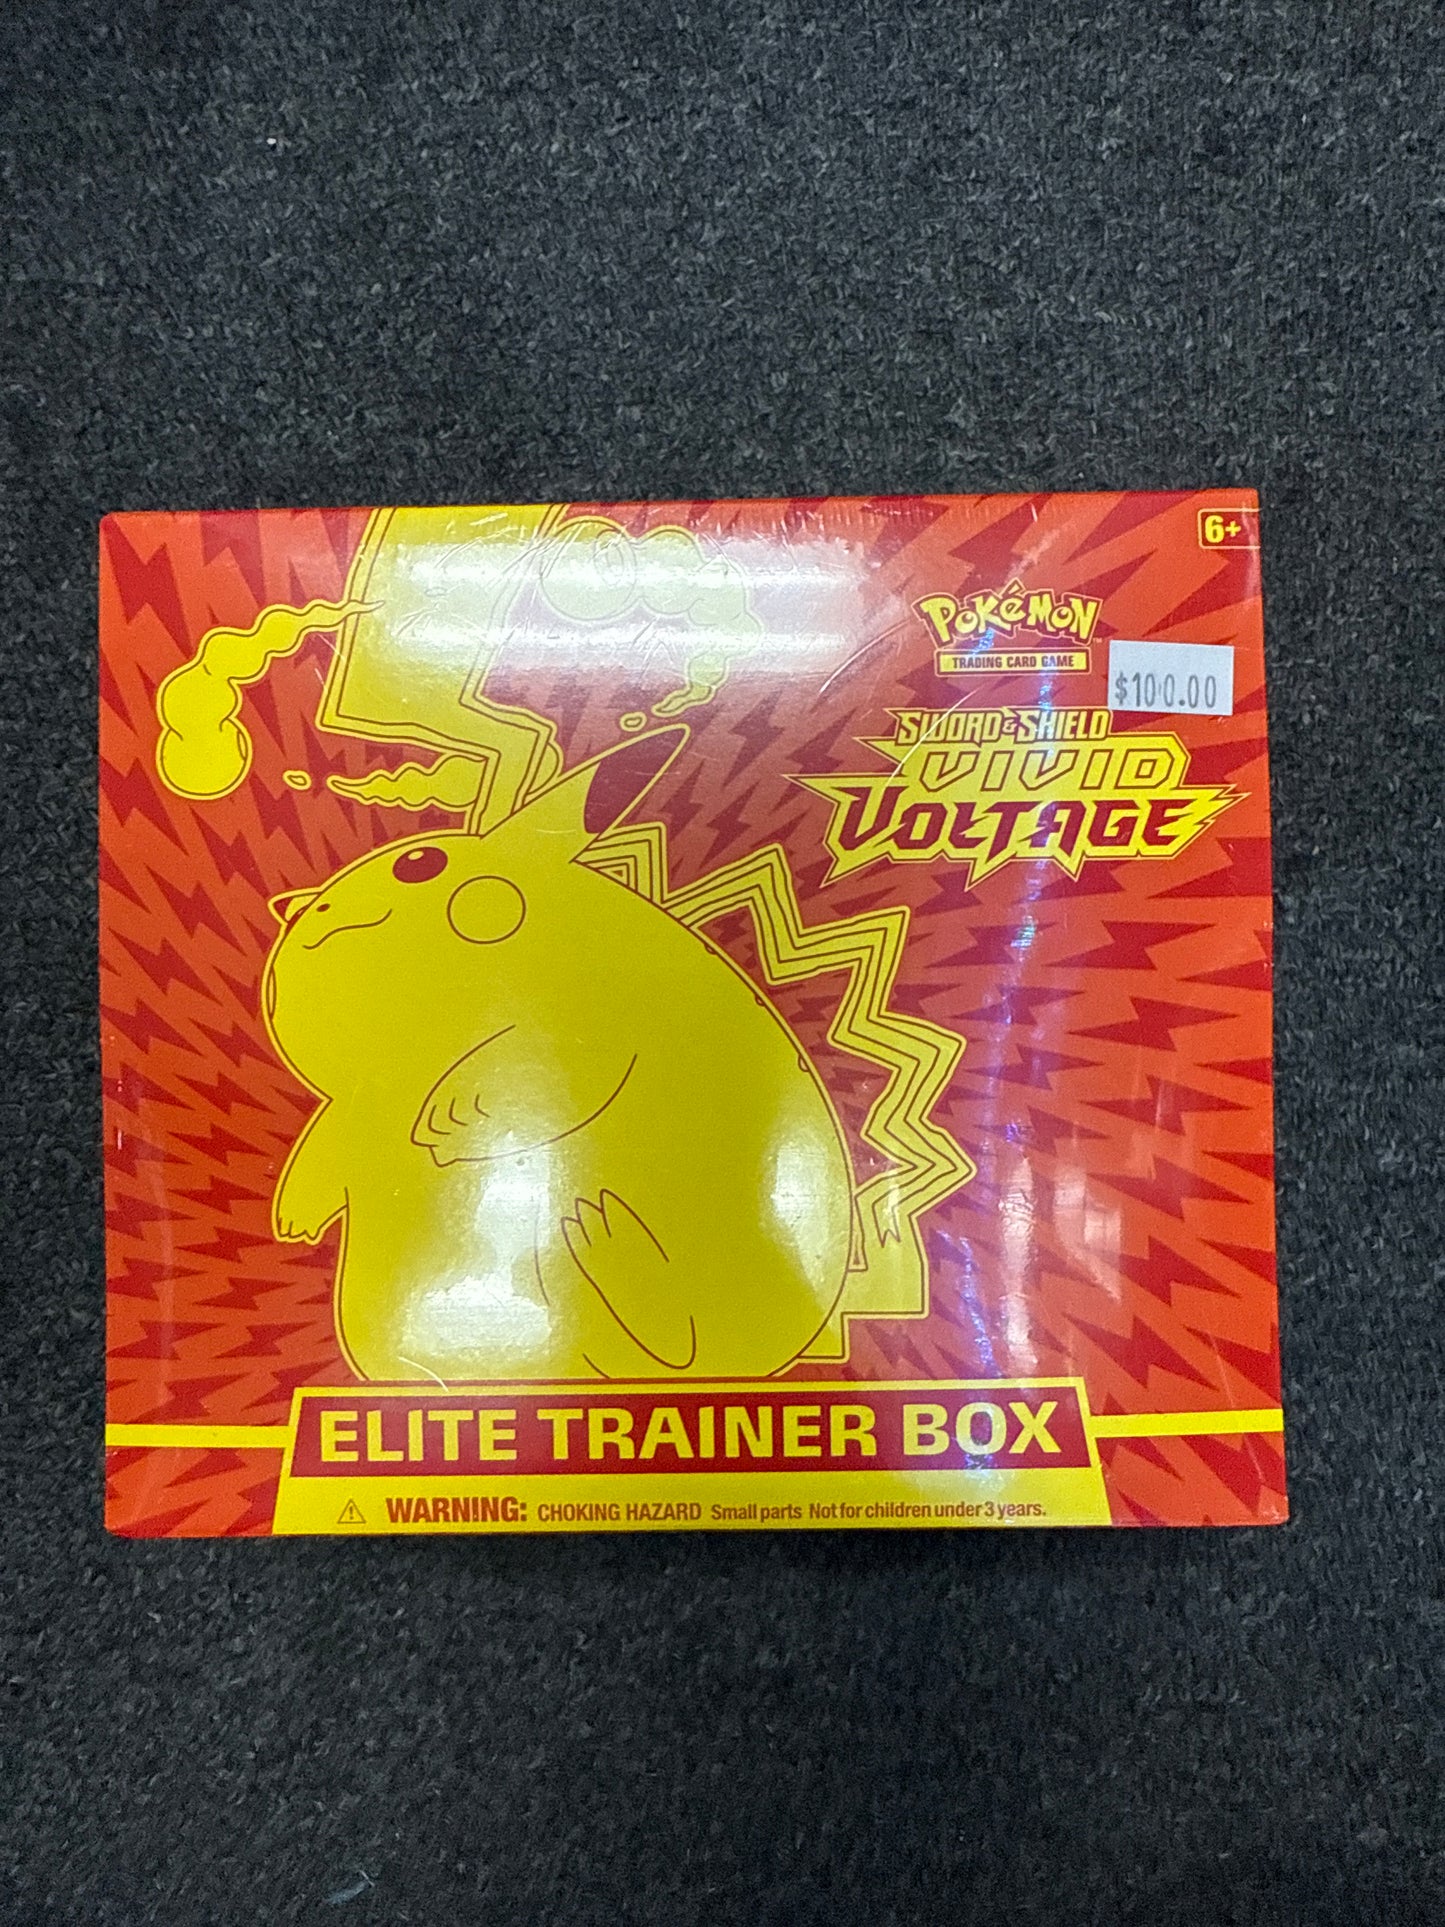 6+
POKéMON
TRADING CARD GAME
$100.00
SWORD & SHIELD
VIVID
VOLTAGE
ELITE TRAINER BOX
WARNING: CHOKING HAZARD Small parts Not for children under 3 years.